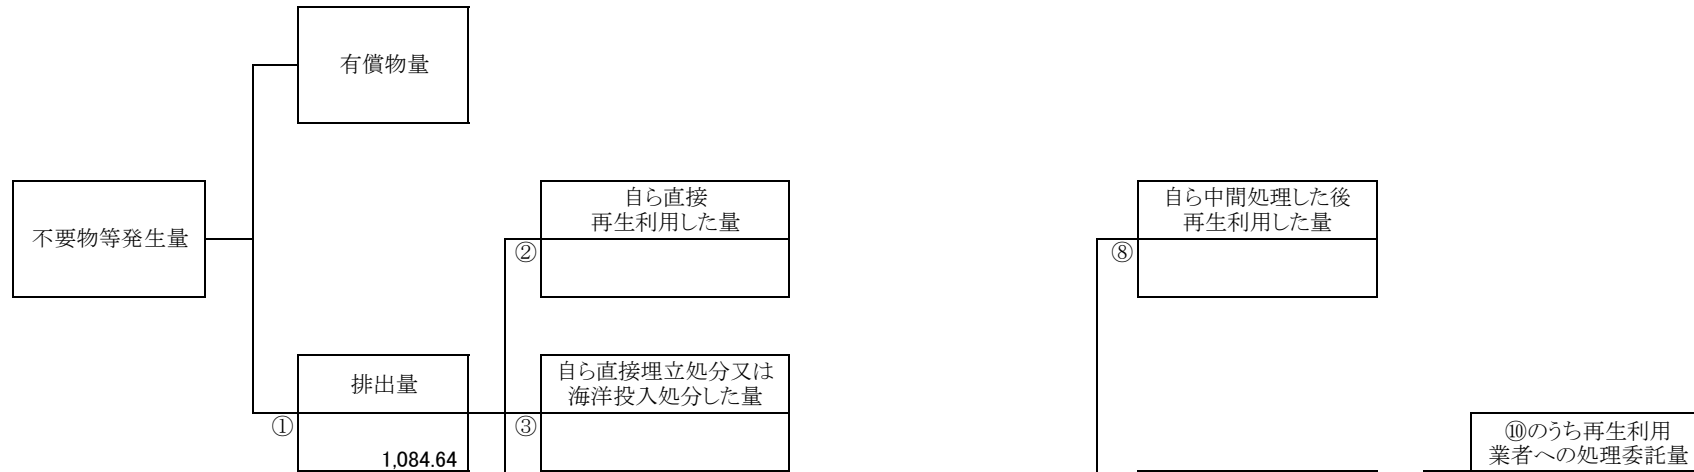 有償物量
不要物等発生量
自ら直接
再生利用した量
②
自ら中間処理した後
再生利用した量
⑧
排出量
①
1,084.64
自ら直接埋立処分又は
海洋投入処分した量
③
⑩のうち再生利用
業者への処理委託量